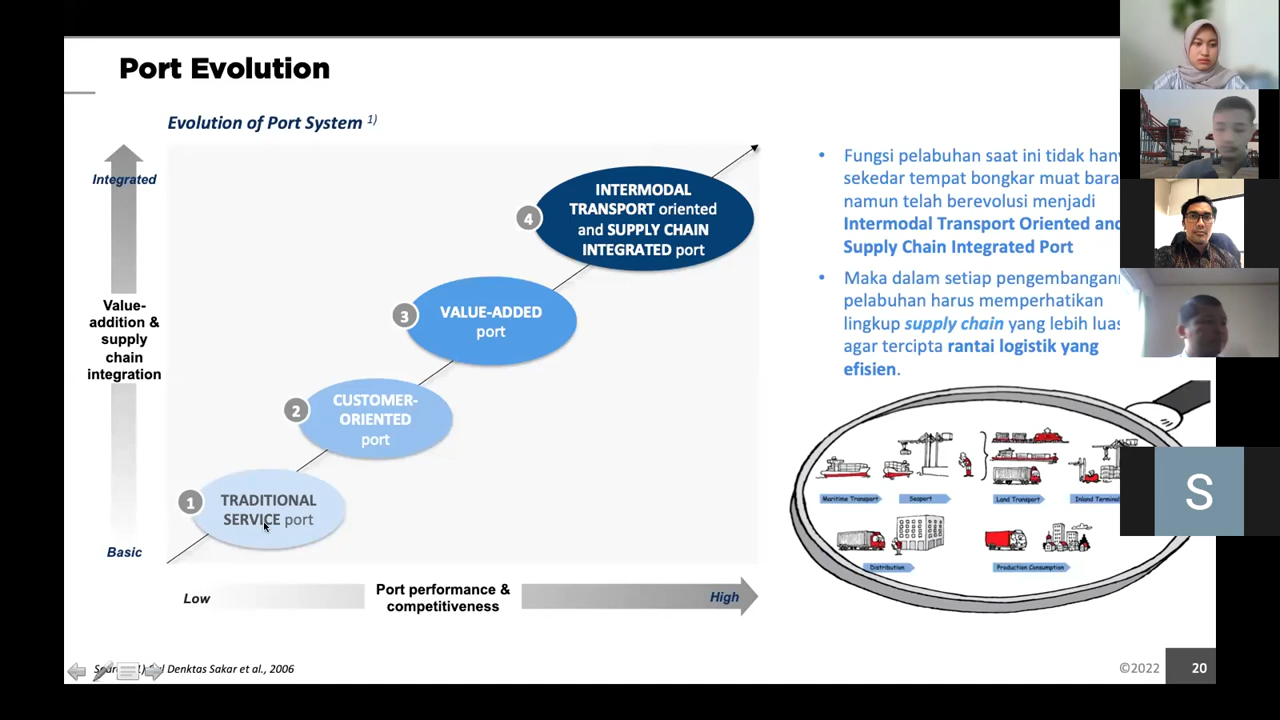 Port Evolution
Evolution of Port System 1)
Integrated
Value-
addition &
supply
chain
integration
Basic
4
INTERMODAL
TRANSPORT oriented
and SUPPLY CHAIN
INTEGRATED port
3
VALUE-ADDED
port
2
CUSTOMER-
ORIENTED
port
1
TRADITIONAL
SERVICE port
Low
Port performance &
competitiveness
High
• Fungsi pelabuhan saat ini tidak
sekedar tempat bongkar muat
namun telah berevolusi menjadi
Intermodal Transport Oriented and
Supply Chain Integrated Port
• Maka dalam setiap pengembangann
pelabuhan harus memperhatikan
lingkup supply chain yang lebih luas
agar tercipta rantai logistik yang
efisien.
Maritime Transport
Seaport
Land Transport
Inland Terminal
Distribution
Production Consumption
S
Denktas Sakar et al., 2006
©2022
20